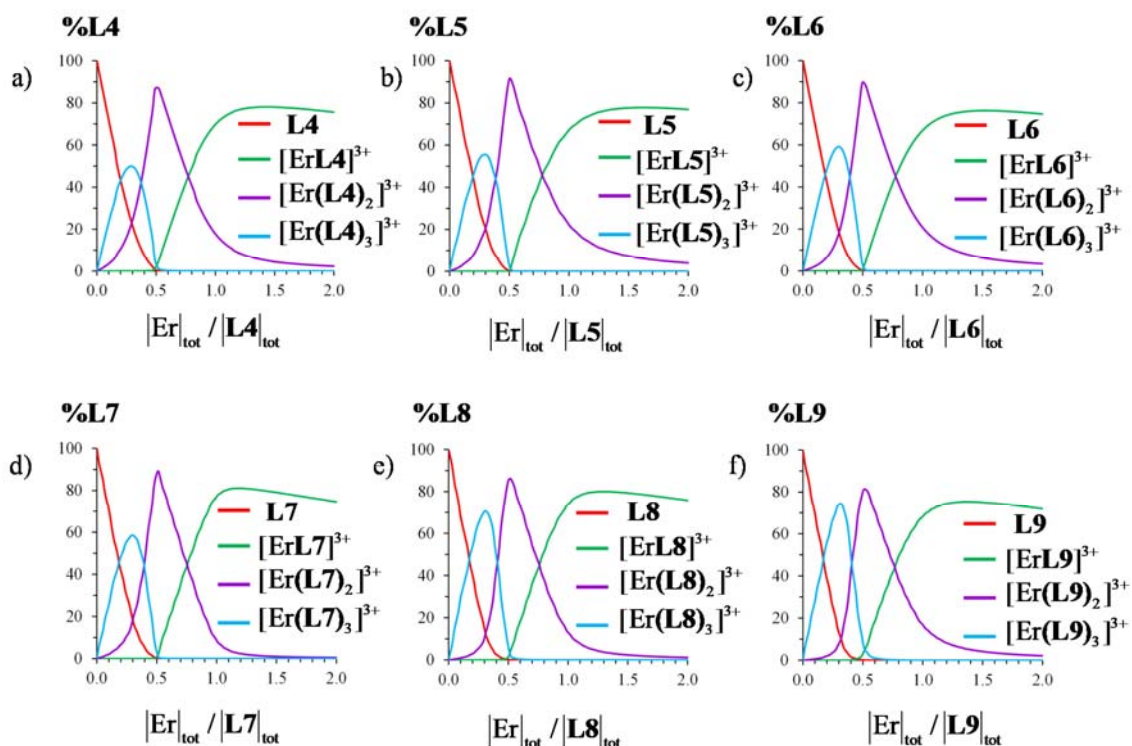 %L4
%L5
%L6
a)
100
80
60
40
20
0
L4
[ErL4]³⁺
[Er(L4)₂]³⁺
[Er(L4)₃]³⁺
0.0 0.5 1.0 1.5 2.0
|Er|tot / |L4|tot
b)
100
80
60
40
20
0
L5
[ErL5]³⁺
[Er(L5)₂]³⁺
[Er(L5)₃]³⁺
0.0 0.5 1.0 1.5 2.0
|Er|tot / |L5|tot
c)
100
80
60
40
20
0
L6
[ErL6]³⁺
[Er(L6)₂]³⁺
[Er(L6)₃]³⁺
0.0 0.5 1.0 1.5 2.0
|Er|tot / |L6|tot
%L7
%L8
%L9
d)
100
80
60
40
20
0
L7
[ErL7]³⁺
[Er(L7)₂]³⁺
[Er(L7)₃]³⁺
0.0 0.5 1.0 1.5 2.0
|Er|tot / |L7|tot
e)
100
80
60
40
20
0
L8
[ErL8]³⁺
[Er(L8)₂]³⁺
[Er(L8)₃]³⁺
0.0 0.5 1.0 1.5 2.0
|Er|tot / |L8|tot
f)
100
80
60
40
20
0
L9
[ErL9]³⁺
[Er(L9)₂]³⁺
[Er(L9)₃]³⁺
0.0 0.5 1.0 1.5 2.0
|Er|tot / |L9|tot